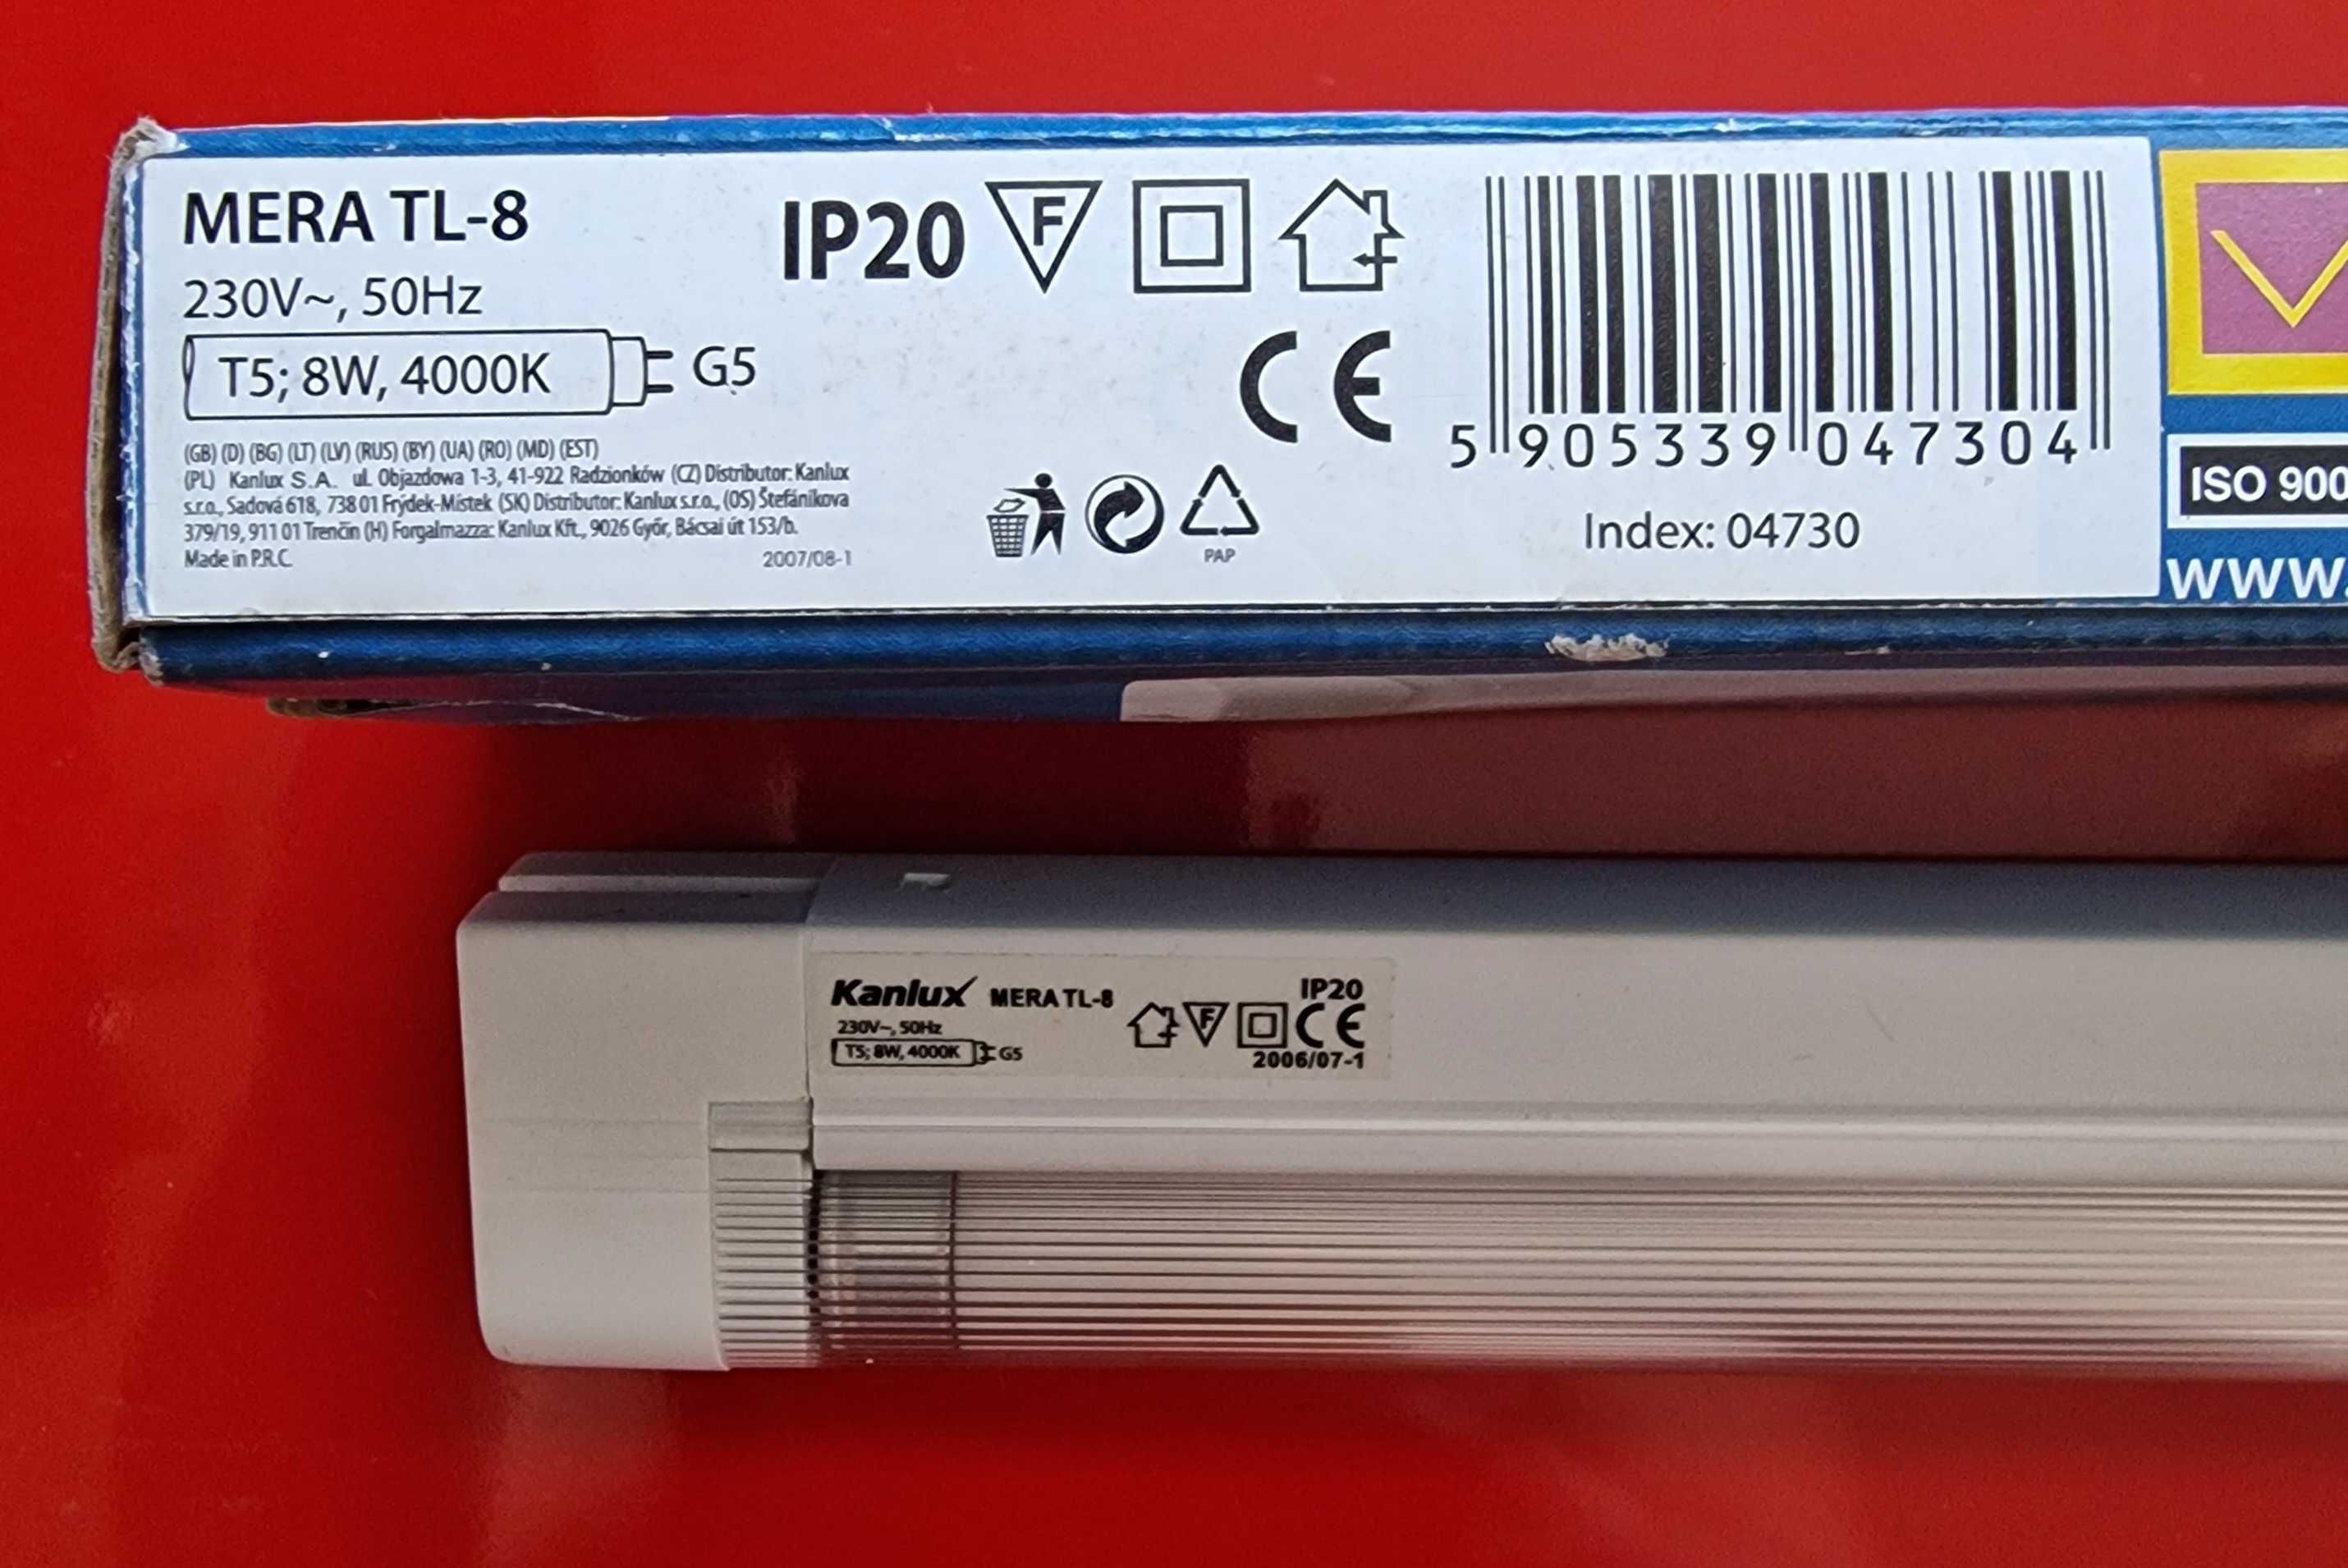 MERA TL-8
230V~, 50Hz
T5; 8W, 4000K G5
(GB) (D) (BG) (LT) (LV) (RUS) (BY) (UA) (RO) (MD) (EST)
(PL) Kanlux S.A. ul. Objazdowa 1-3, 41-922 Radzionków (CZ) Distributor: Kanlux
s.r.o., Sadová 618, 738 01 Frýdek-Místek (SK) Distributor: Kanlux s.r.o., (OS) Štefánikova
379/19, 911 01 Trenčín (H) Forgalmazza: Kanlux Kft., 9026 Győr, Bácsai út 153/b.
Made in P.R.C.
2007/08-1
IP20 F
CE
PAP
5 905339 047304
Index: 04730
ISO 900
www.
Kanlux MERA TL-8
230V~, 50Hz
T5; 8W, 4000K G5
IP20
F CE
2006/07-1